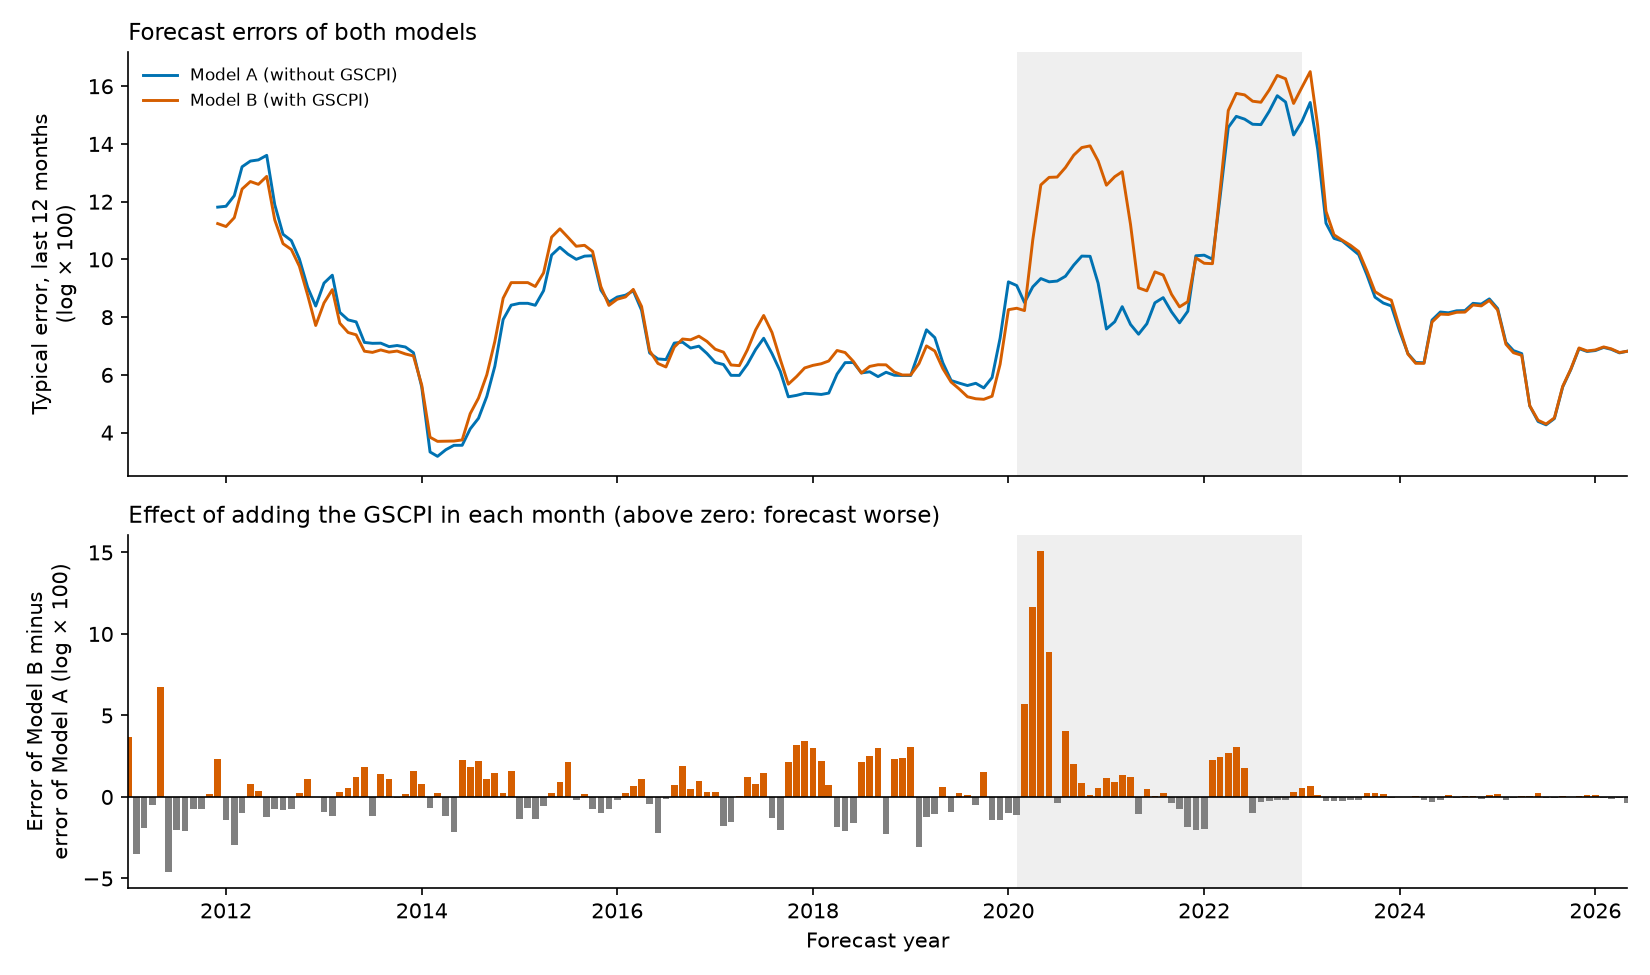 Forecast errors of both models
Model A (without GSCPI)
Model B (with GSCPI)
Typical error, last 12 months
(log × 100)
16
14
12
10
8
6
4
Effect of adding the GSCPI in each month (above zero: forecast worse)
Error of Model B minus
error of Model A (log × 100)
15
10
5
0
−5
2012 2014 2016 2018 2020 2022 2024 2026
Forecast year